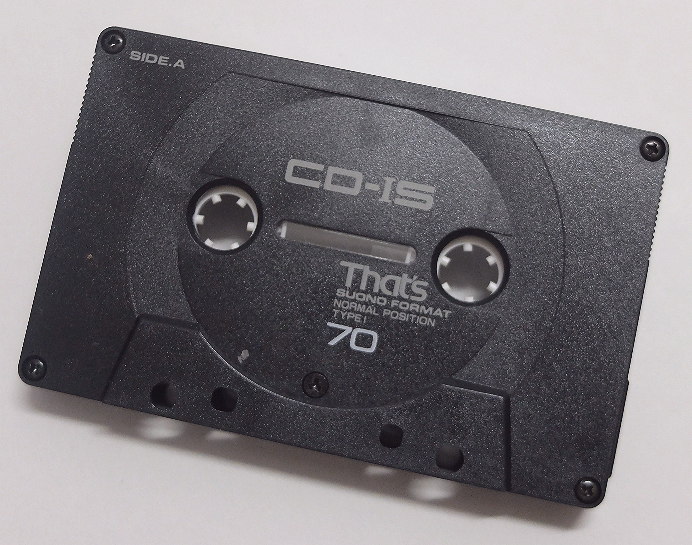 SIDE.A
CD-IS
That's
SUONO FORMAT
NORMAL POSITION
TYPE I
70